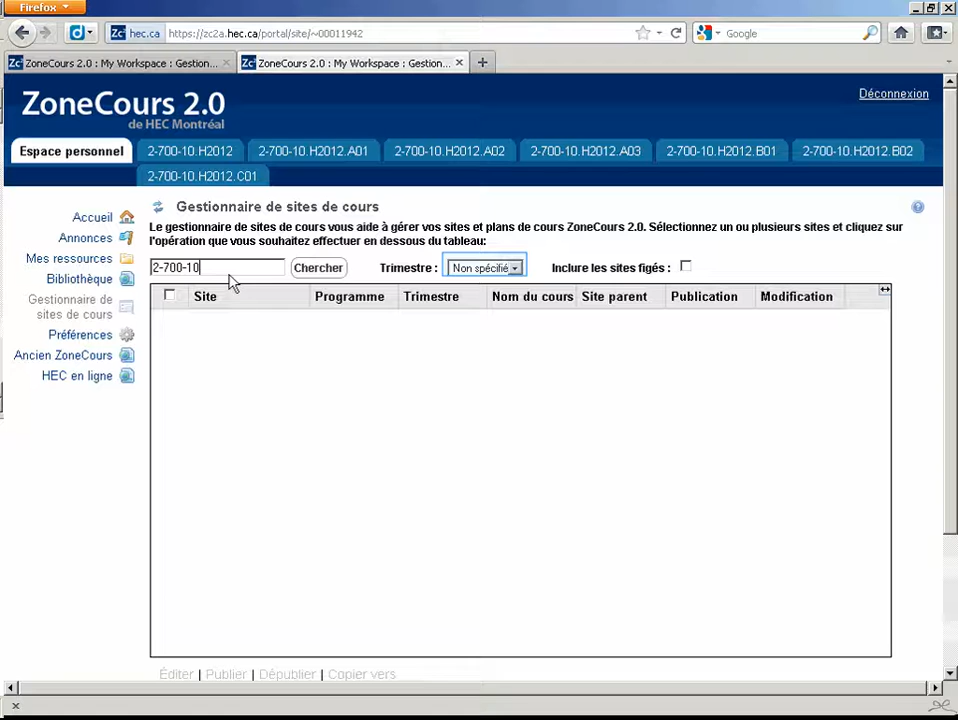 Firefox
hec.ca https://zc2a.hec.ca/portal/site/~00011942 Google
ZoneCours 2.0 : My Workspace : Gestion... ZoneCours 2.0 : My Workspace : Gestion...
ZoneCours 2.0
de HEC Montréal
Déconnexion
Espace personnel 2-700-10.H2012 2-700-10.H2012.A01 2-700-10.H2012.A02 2-700-10.H2012.A03 2-700-10.H2012.B01 2-700-10.H2012.B02
2-700-10.H2012.C01
Accueil
Annonces
Mes ressources
Bibliothèque
Gestionnaire de
sites de cours
Préférences
Ancien ZoneCours
HEC en ligne
Gestionnaire de sites de cours
Le gestionnaire de sites de cours vous aide à gérer vos sites et plans de cours ZoneCours 2.0. Sélectionnez un ou plusieurs sites et cliquez sur
l'opération que vous souhaitez effectuer en dessous du tableau:
2-700-10 Chercher Trimestre : Non spécifié Inclure les sites figés :
Site Programme Trimestre Nom du cours Site parent Publication Modification
Éditer | Publier | Dépublier | Copier vers